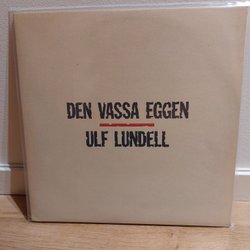 DEN VASSA EGGEN
ULF LUNDELL